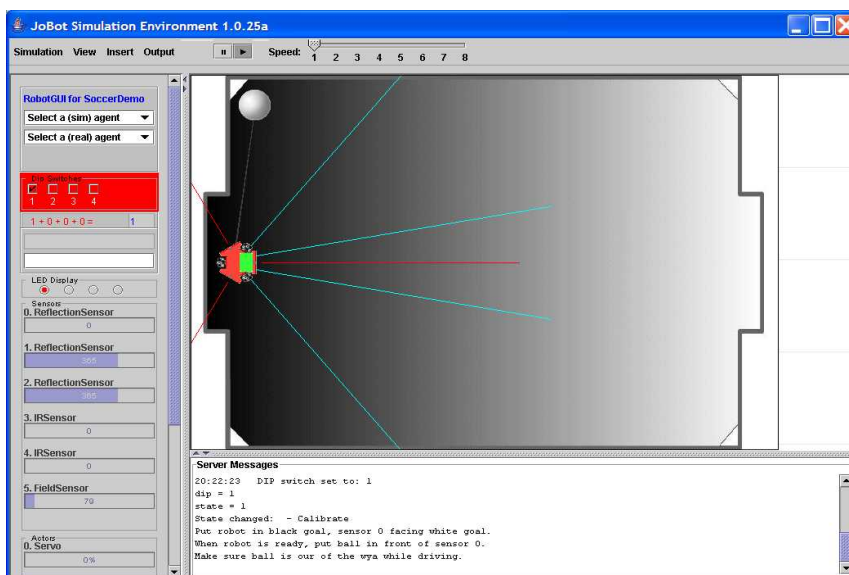 JoBot Simulation Environment 1.0.25a
Simulation View Insert Output Speed: 1 2 3 4 5 6 7 8
RobotGUI for SoccerDemo
Select a (sim) agent
Select a (real) agent
Dip Switches
1 2 3 4
1 + 0 + 0 + 0 = 1
LED Display
Sensors
0. ReflectionSensor
0
1. ReflectionSensor
365
2. ReflectionSensor
365
3. IRSensor
0
4. IRSensor
0
5. FieldSensor
79
Actors
0. Servo
0%
Server Messages
20:22:23 DIP switch set to: 1
dip = 1
state = 1
State changed: - Calibrate
Put robot in black goal, sensor 0 facing white goal.
When robot is ready, put ball in front of sensor 0.
Make sure ball is our of the wya while driving.